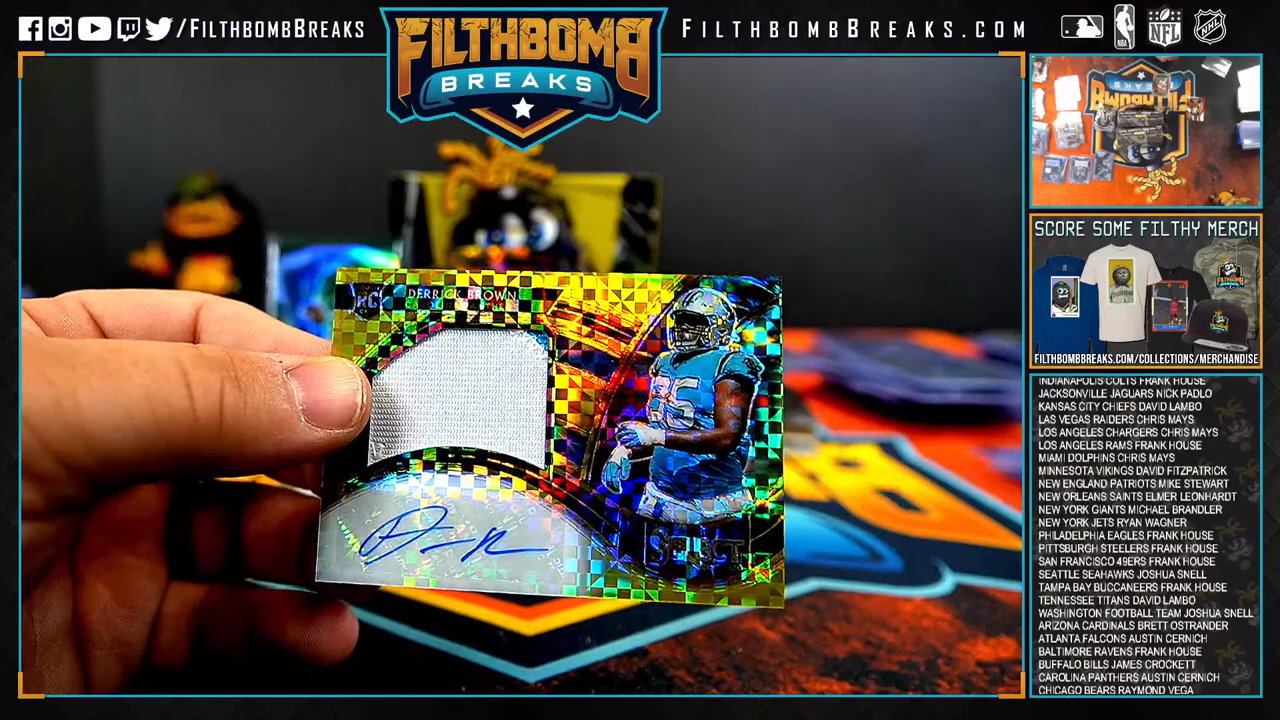 /FILTHBOMBBREAKS
FILTHBOMB
BREAKS
FILTHBOMBBREAKS.COM
RC
DERRICK BROWN
CAROLINA PANTHERS
95
SELECT
SCORE SOME FILTHY MERCH
FILTHBOMBBREAKS.COM/COLLECTIONS/MERCHANDISE
INDIANAPOLIS COLTS FRANK HOUSE
JACKSONVILLE JAGUARS NICK PADLO
KANSAS CITY CHIEFS DAVID LAMBO
LAS VEGAS RAIDERS CHRIS MAYS
LOS ANGELES CHARGERS CHRIS MAYS
LOS ANGELES RAMS FRANK HOUSE
MIAMI DOLPHINS CHRIS MAYS
MINNESOTA VIKINGS DAVID FITZPATRICK
NEW ENGLAND PATRIOTS MIKE STEWART
NEW ORLEANS SAINTS ELMER LEONHARDT
NEW YORK GIANTS MICHAEL BRANDLER
NEW YORK JETS RYAN WAGNER
PHILADELPHIA EAGLES FRANK HOUSE
PITTSBURGH STEELERS FRANK HOUSE
SAN FRANCISCO 49ERS FRANK HOUSE
SEATTLE SEAHAWKS JOSHUA SNELL
TAMPA BAY BUCCANEERS FRANK HOUSE
TENNESSEE TITANS DAVID LAMBO
WASHINGTON FOOTBALL TEAM JOSHUA SNELL
ARIZONA CARDINALS BRETT OSTRANDER
ATLANTA FALCONS AUSTIN CERNICH
BALTIMORE RAVENS FRANK HOUSE
BUFFALO BILLS JAMES CROCKETT
CAROLINA PANTHERS AUSTIN CERNICH
CHICAGO BEARS RAYMOND VEGA